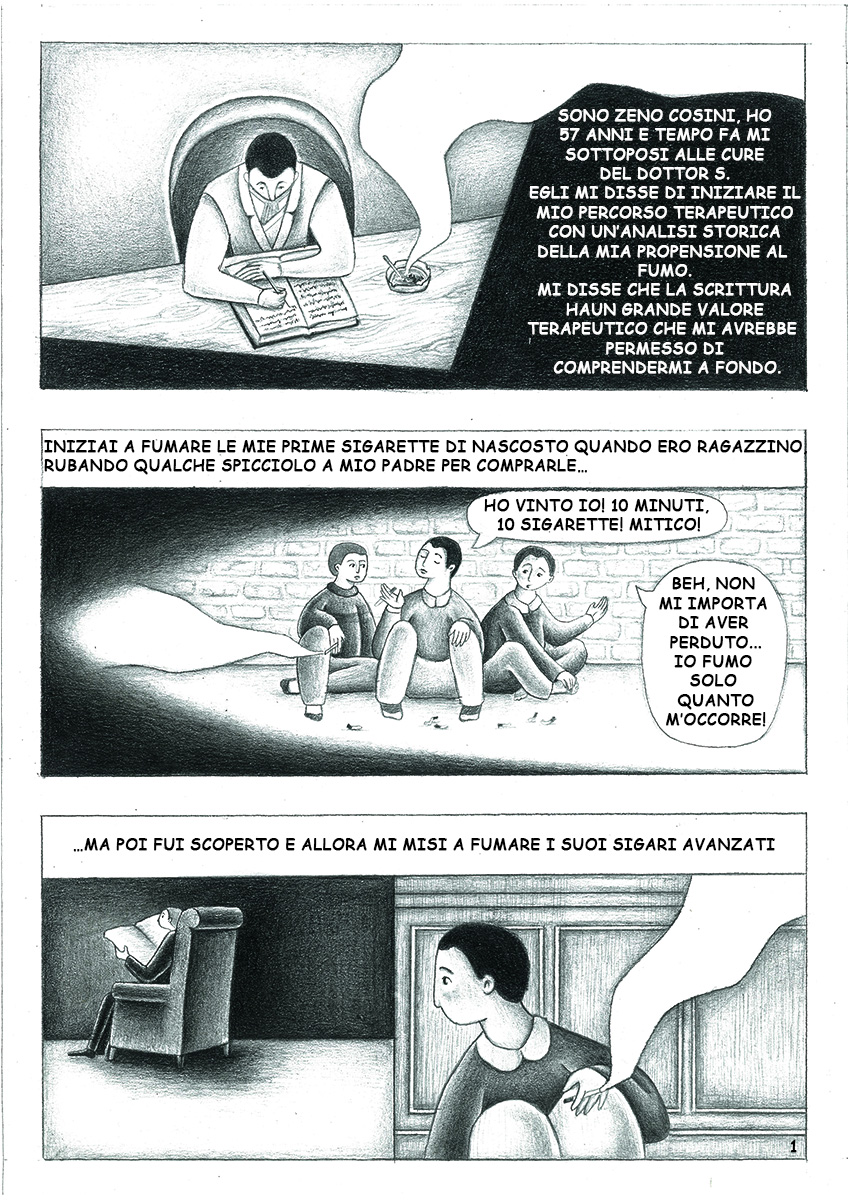 SONO ZENO COSINI, HO
57 ANNI E TEMPO FA MI
SOTTOPOSI ALLE CURE
DEL DOTTOR S.
EGLI MI DISSE DI INIZIARE IL
MIO PERCORSO TERAPEUTICO
CON UN'ANALISI STORICA
DELLA MIA PROPENSIONE AL
FUMO.
MI DISSE CHE LA SCRITTURA
HAUN GRANDE VALORE
TERAPEUTICO CHE MI AVREBBE
PERMESSO DI
COMPRENDERMI A FONDO.
INIZIAI A FUMARE LE MIE PRIME SIGARETTE DI NASCOSTO QUANDO ERO RAGAZZINO
RUBANDO QUALCHE SPICCIOLO A MIO PADRE PER COMPRARLE...
HO VINTO IO! 10 MINUTI,
10 SIGARETTE! MITICO!
BEH, NON
MI IMPORTA
DI AVER
PERDUTO...
IO FUMO
SOLO
QUANTO
M'OCCORRE!
...MA POI FUI SCOPERTO E ALLORA MI MISI A FUMARE I SUOI SIGARI AVANZATI
1